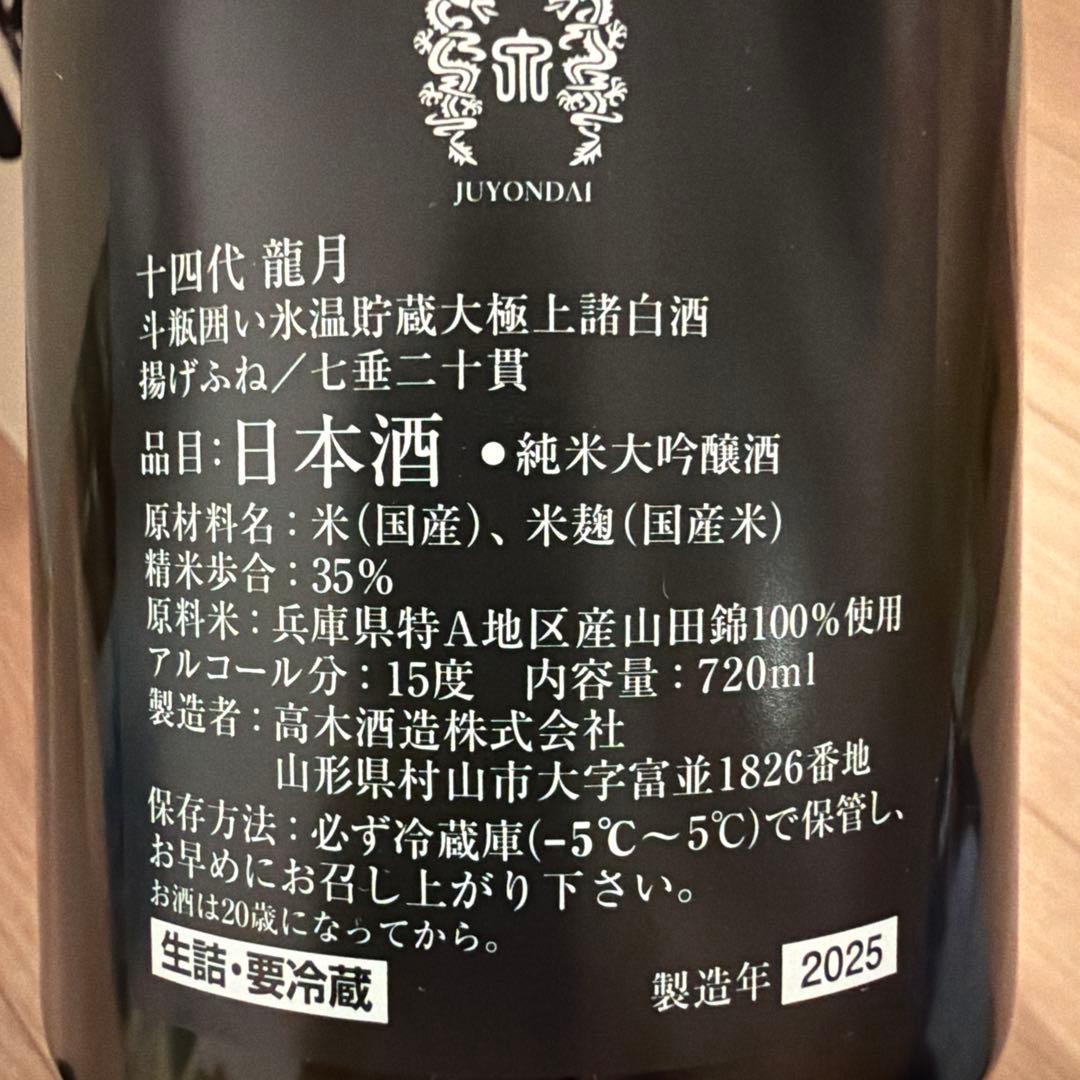 JUYONDAI
十四代 龍月
斗瓶囲い氷温貯蔵大極上諸白酒
揚げふね／七垂二十貫
品目：日本酒 ●純米大吟醸酒
原材料名：米（国産）、米麹（国産米）
精米歩合：35%
原料米：兵庫県特A地区産山田錦100%使用
アルコール分：15度　内容量：720ml
製造者：高木酒造株式会社
山形県村山市大字富並1826番地
保存方法：必ず冷蔵庫(-5℃～5℃)で保管し、
お早めにお召し上がり下さい。
お酒は20歳になってから。
生詰・要冷蔵
製造年 2025